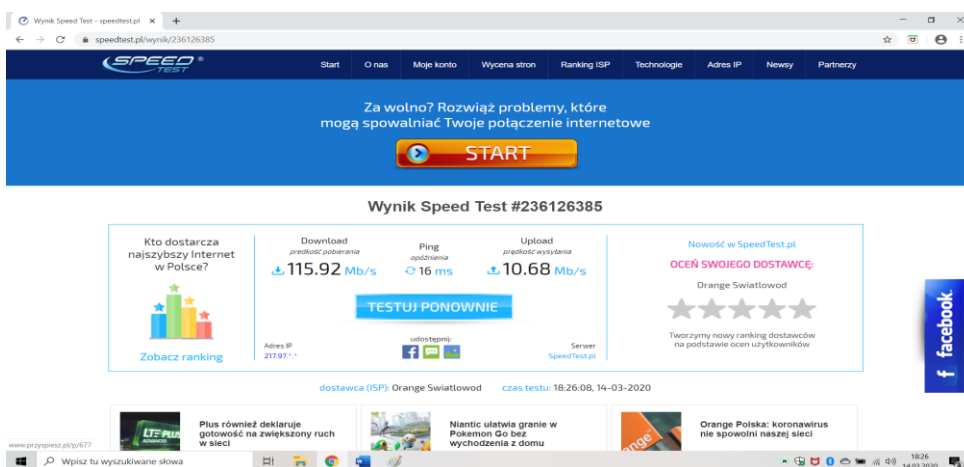 Wynik Speed Test - speedtest.pl
speedtest.pl/wynik/236126385
SPEED
TEST
Start O nas Moje konto Wycena stron Ranking ISP Technologie Adres IP Newsy Partnerzy
Za wolno? Rozwiąż problemy, które
mogą spowalniać Twoje połączenie internetowe
START
Wynik Speed Test #236126385
Kto dostarcza
najszybszy Internet
w Polsce?
Zobacz ranking
Download
predkość pobierania
115.92 Mb/s
Ping
opóźnienia
16 ms
Upload
prędkość wysyłania
10.68 Mb/s
TESTUJ PONOWNIE
Adres IP
217.97.*.*
udostępnij:
Serwer
SpeedTest.pl
Nowość w SpeedTest.pl
OCEŃ SWOJEGO DOSTAWCĘ:
Orange Swiatlowod
Tworzymy nowy ranking dostawców
na podstawie ocen użytkowników
facebook.
dostawca (ISP): Orange Swiatlowod czas testu: 18:26:08, 14-03-2020
LTE PLUS
ADVANCED
Plus również deklaruje
gotowość na zwiększony ruch
w sieci
Niantic ułatwia granie w
Pokemon Go bez
wychodzenia z domu
Orange Polska: koronawirus
nie spowolni naszej sieci
www.przyspiesz.pl/p/677
Wpisz tu wyszukiwane słowa
18:26
14.03.2020